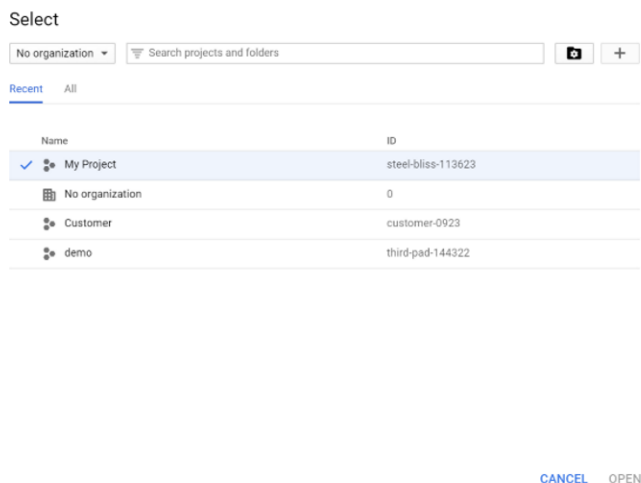 Select
No organization Search projects and folders
Recent All
Name ID
My Project steel-bliss-113623
No organization 0
Customer customer-0923
demo third-pad-144322
CANCEL OPEN